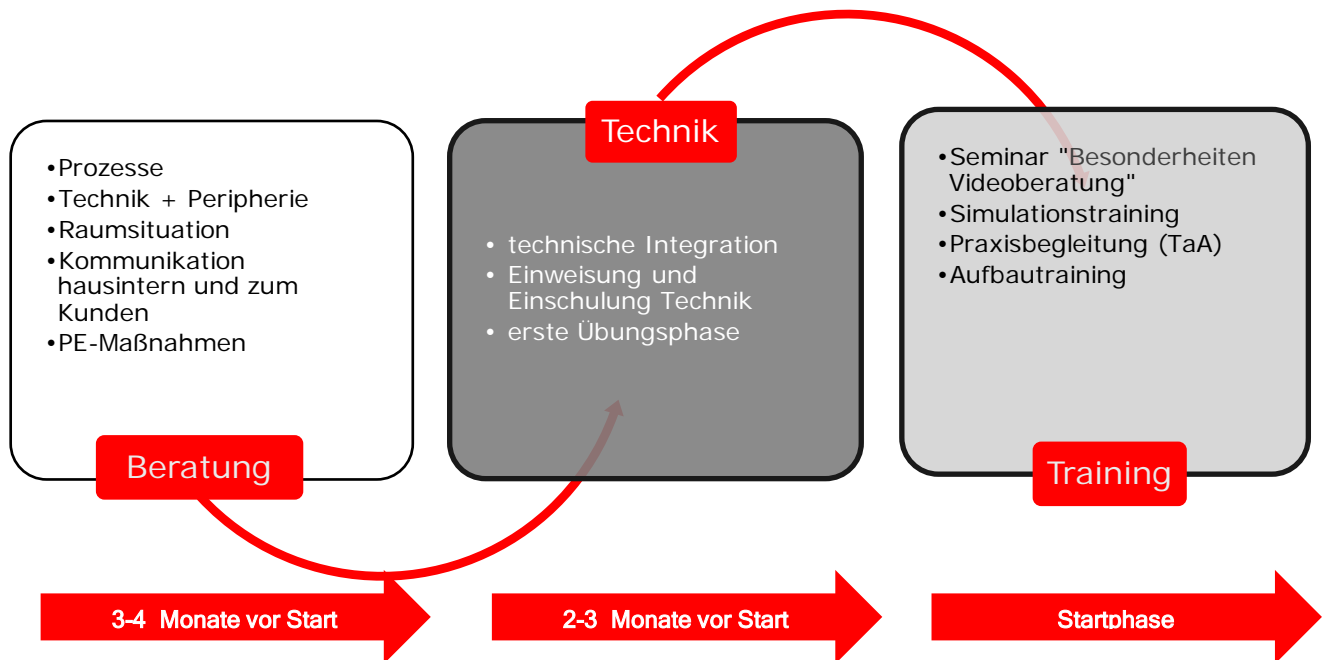 •Prozesse
•Technik + Peripherie
•Raumsituation
•Kommunikation
hausintern und zum
Kunden
•PE-Maßnahmen
Beratung
Technik
• technische Integration
• Einweisung und
Einschulung Technik
• erste Übungsphase
•Seminar "Besonderheiten
Videoberatung"
•Simulationstraining
•Praxisbegleitung (TaA)
•Aufbautraining
Training
3-4 Monate vor Start
2-3 Monate vor Start
Startphase